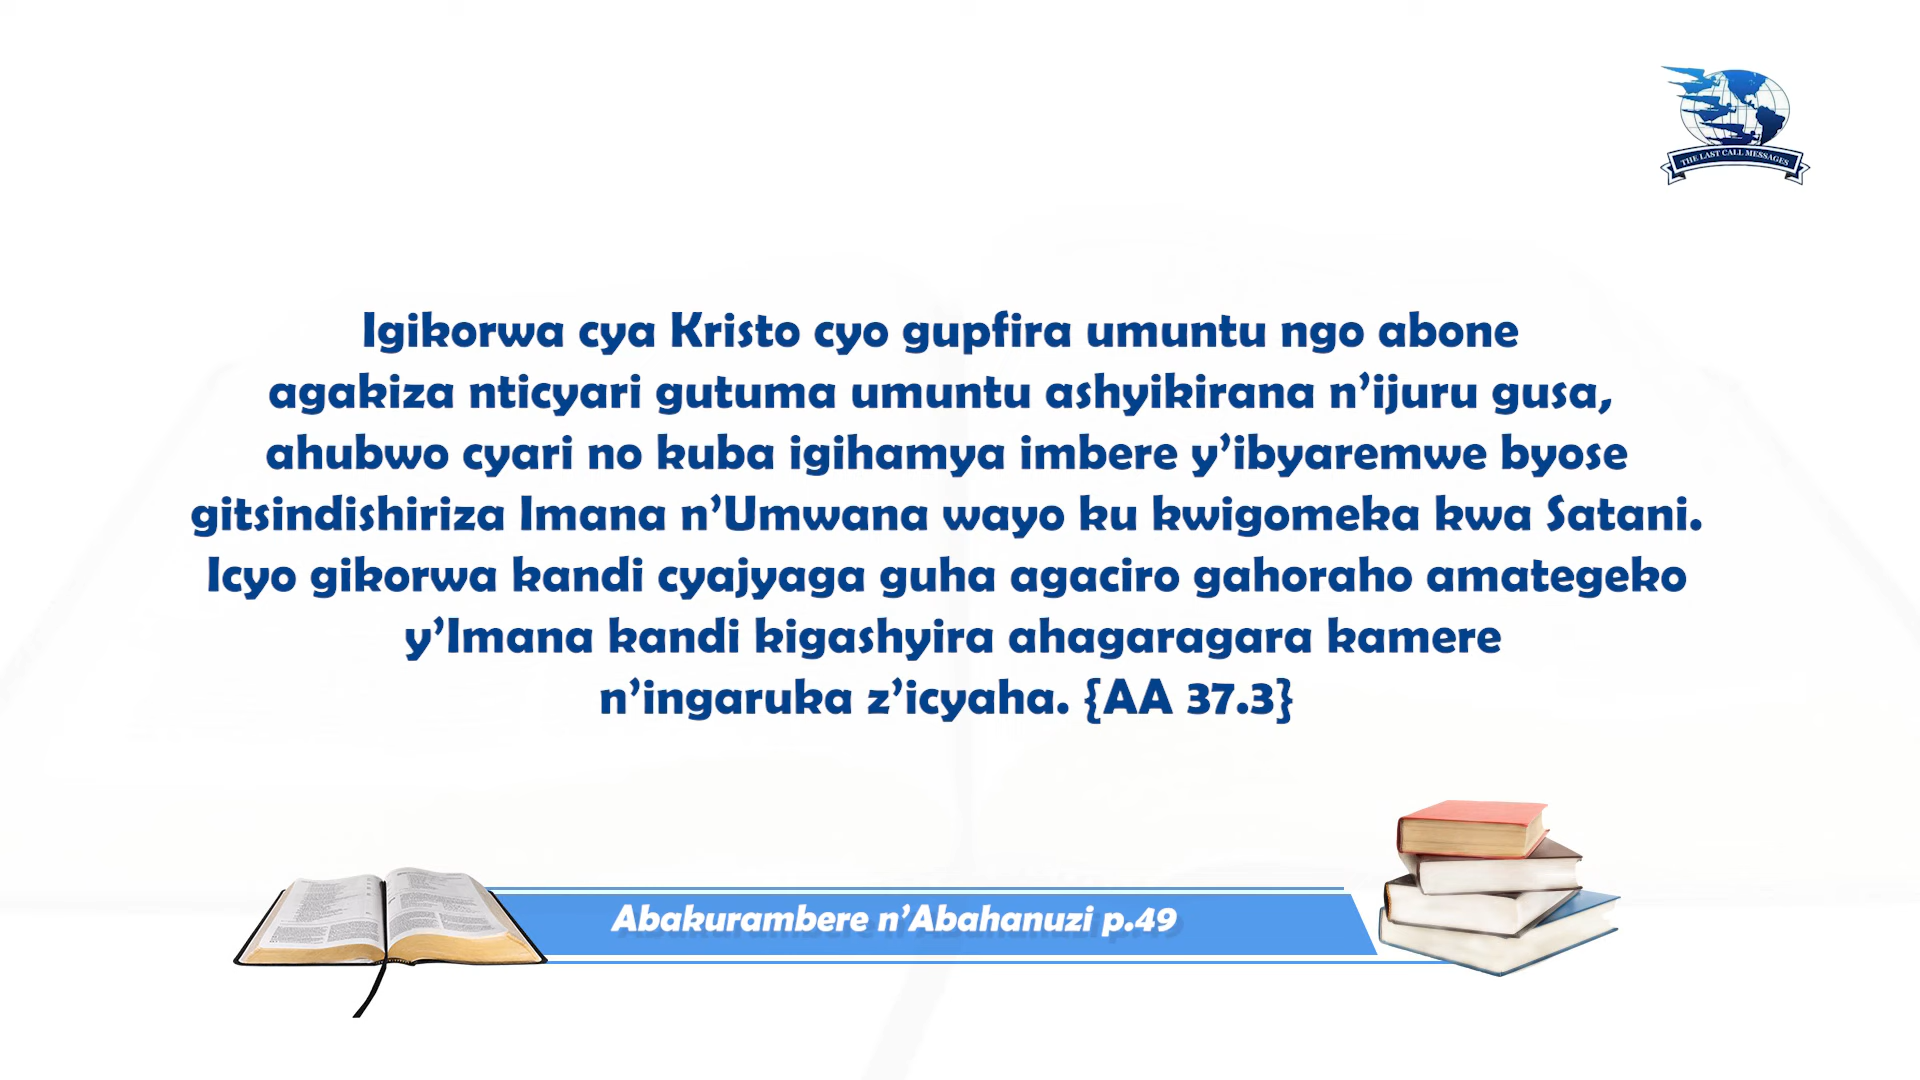 THE LAST CALL MESSAGES
Igikorwa cya Kristo cyo gupfira umuntu ngo abone
agakiza nticyari gutuma umuntu ashyikirana n’ijuru gusa,
ahubwo cyari no kuba igihamya imbere y’ibyaremwe byose
gitsindishiriza Imana n’Umwana wayo ku kwigomeka kwa Satani.
Icyo gikorwa kandi cyajyaga guha agaciro gahoraho amategeko
y’Imana kandi kigashyira ahagaragara kamere
n’ingaruka z’icyaha. {AA 37.3}
Abakurambere n’Abahanuzi p.49